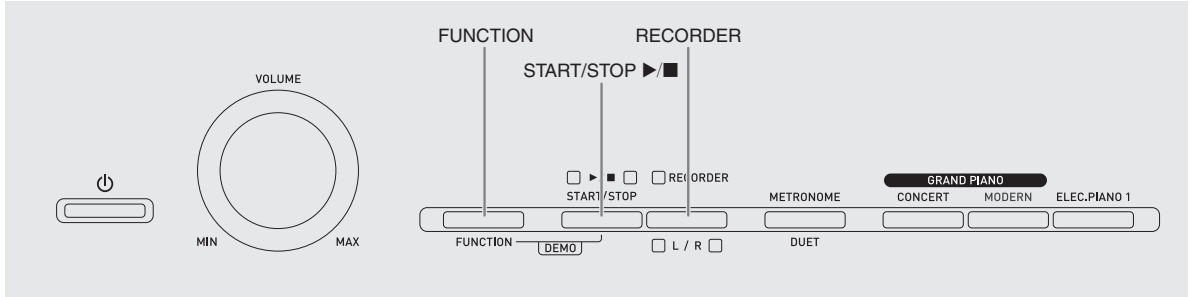 FUNCTION RECORDER
START/STOP ▶/■
VOLUME
MIN MAX
▶ ■ RECORDER
START/STOP METRONOME
GRAND PIANO
CONCERT MODERN ELEC.PIANO 1
FUNCTION DEMO L / R DUET